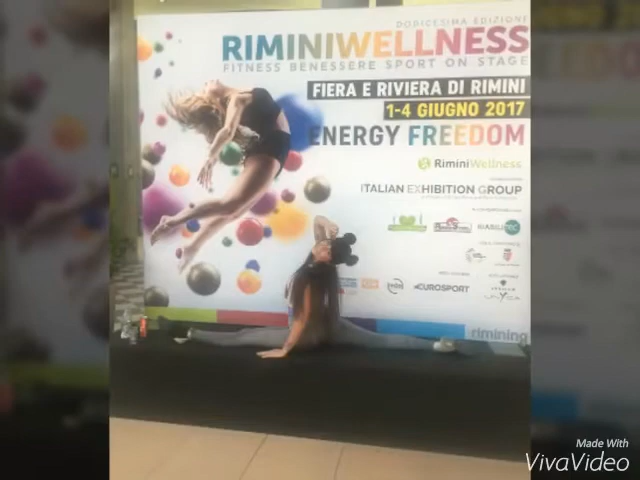 DODICESIMA EDIZIONE
RIMINIWELLNESS
FITNESS BENESSERE SPORT ON STAGE
FIERA E RIVIERA DI RIMINI
1-4 GIUGNO 2017
ENERGY FREEDOM
RiminiWellness
ITALIAN EXHIBITION GROUP
EUROSPORT
rimining
Made With
VivaVideo